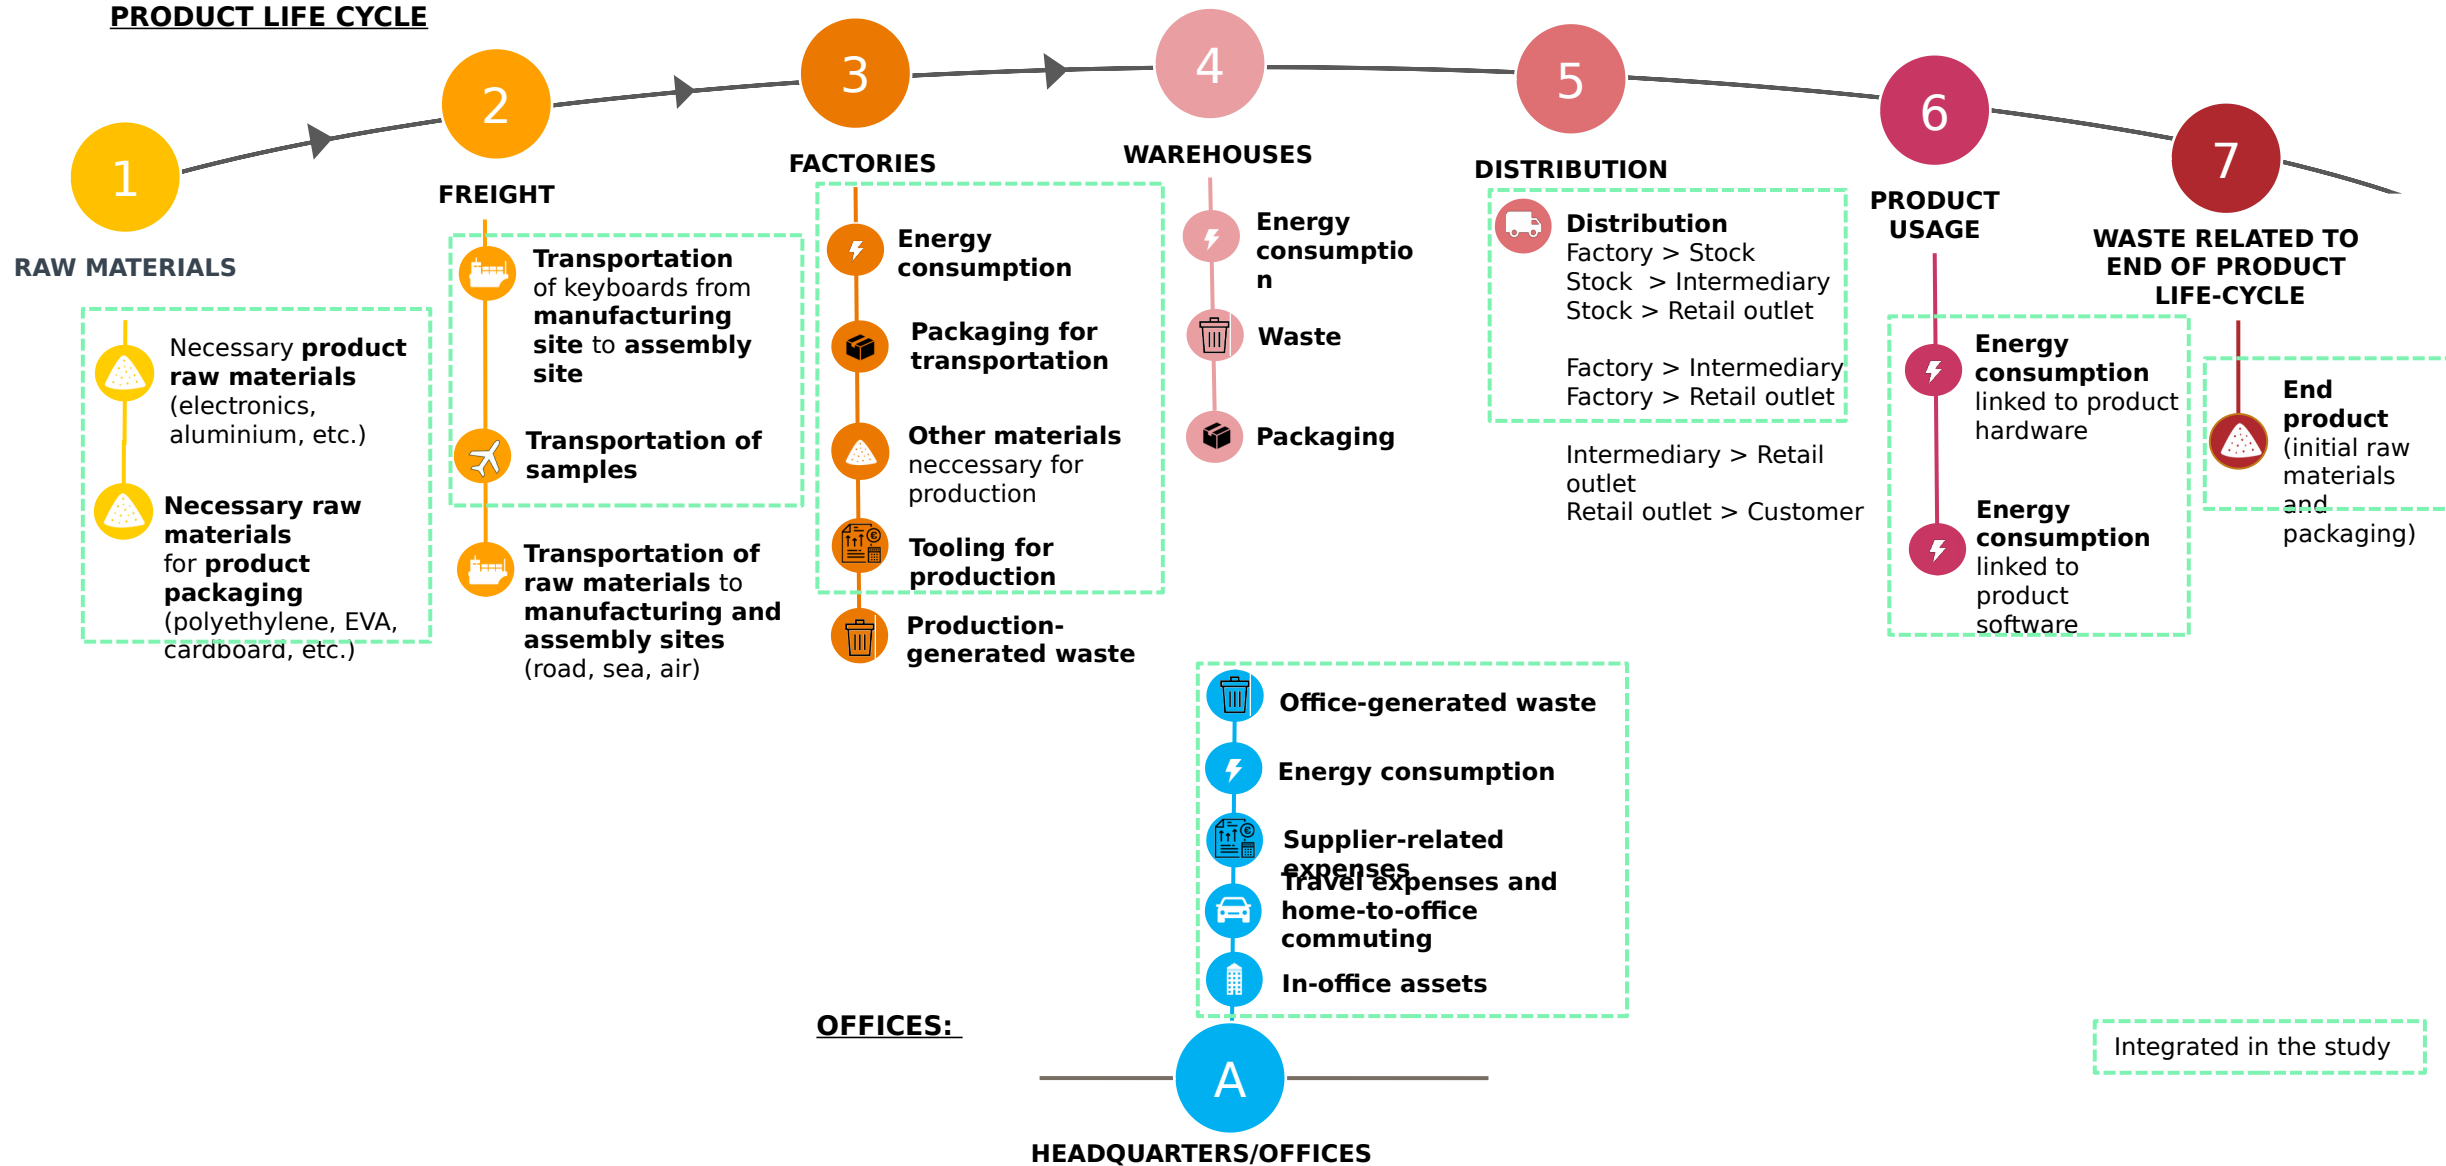 PRODUCT LIFE CYCLE
1
RAW MATERIALS
Necessary product
raw materials
(electronics,
aluminium, etc.)
Necessary raw
materials
for product
packaging
(polyethylene, EVA,
cardboard, etc.)
2
FREIGHT
Transportation
of keyboards from
manufacturing
site to assembly
site
Transportation of
samples
Transportation of
raw materials to
manufacturing and
assembly sites
(road, sea, air)
3
FACTORIES
Energy
consumption
Packaging for
transportation
Other materials
neccessary for
production
Tooling for
production
Production-
generated waste
4
WAREHOUSES
Energy
consumptio
n
Waste
Packaging
5
DISTRIBUTION
Distribution
Factory > Stock
Stock  > Intermediary
Stock > Retail outlet
Factory > Intermediary
Factory > Retail outlet
Intermediary > Retail
outlet
Retail outlet > Customer
6
PRODUCT
USAGE
Energy
consumption
linked to product
hardware
Energy
consumption
linked to
product
software
7
WASTE RELATED TO
END OF PRODUCT
LIFE-CYCLE
End
product
(initial raw
materials
and
packaging)
Office-generated waste
Energy consumption
Supplier-related
expenses
Travel expenses and
home-to-office
commuting
In-office assets
OFFICES:
A
HEADQUARTERS/OFFICES
Integrated in the study